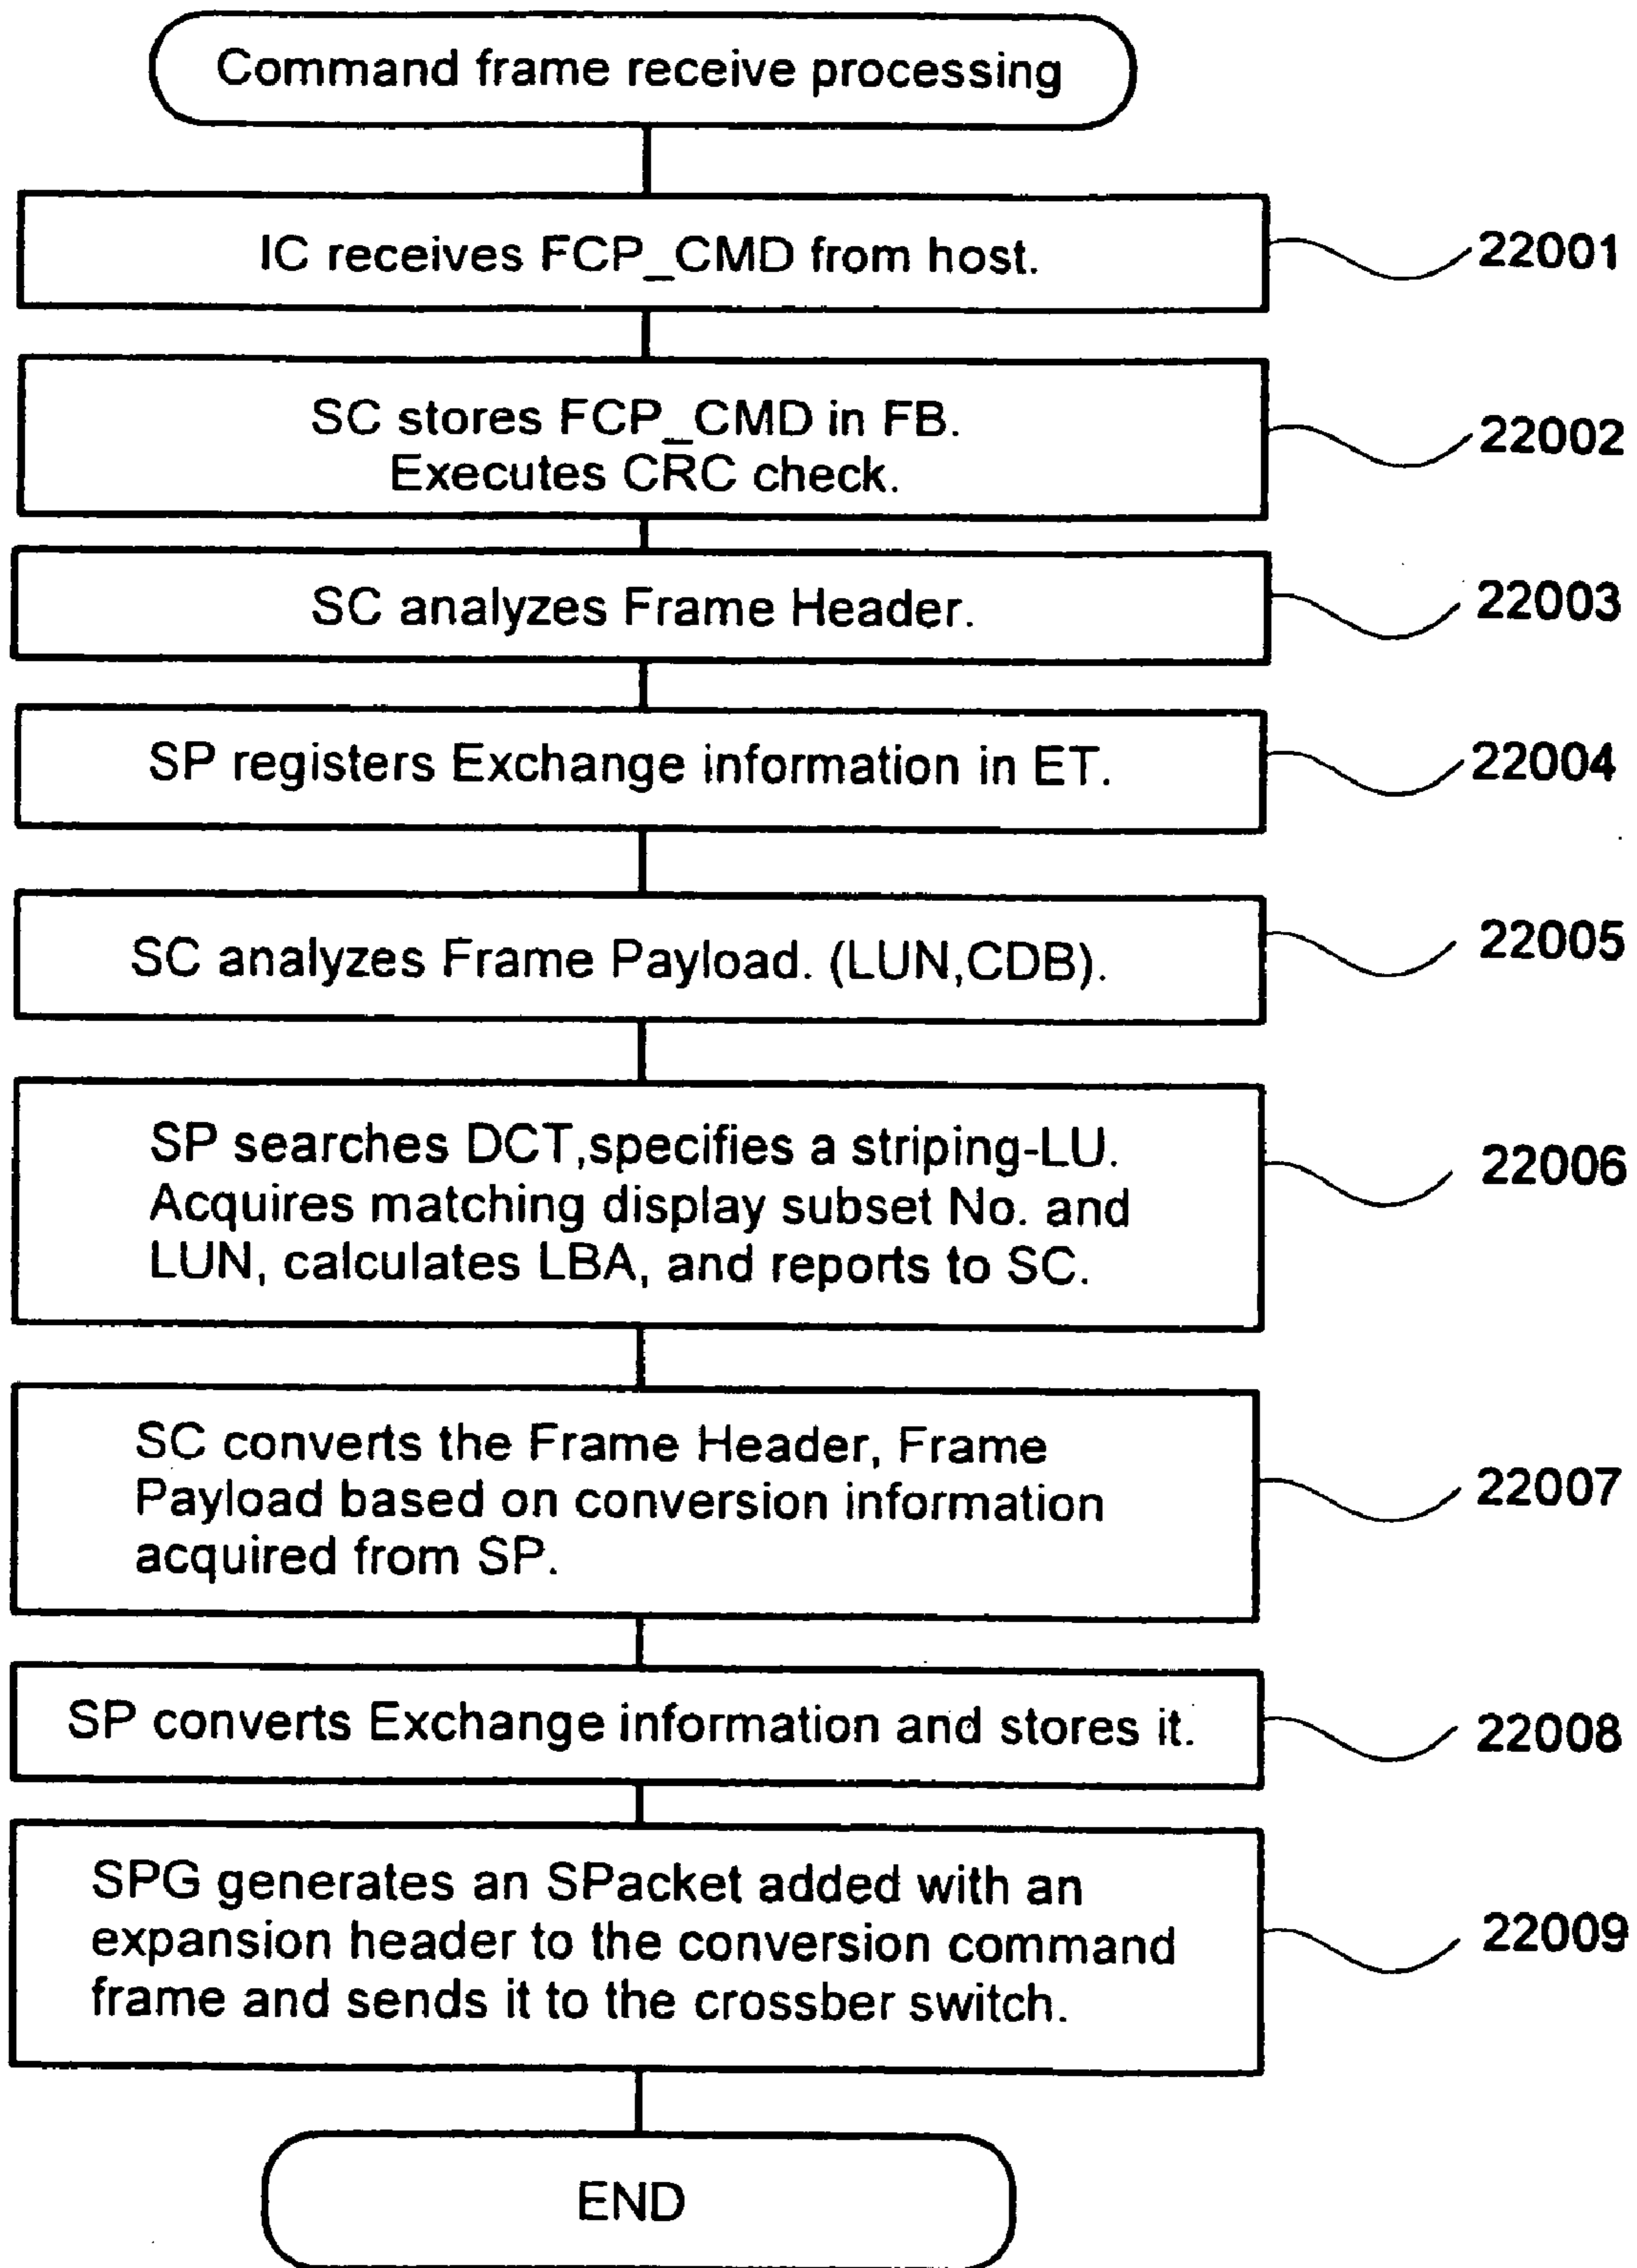 Command frame receive processing
IC receives FCP_CMD from host.
22001
SC stores FCP_CMD in FB.
Executes CRC check.
22002
SC analyzes Frame Header.
22003
SP registers Exchange information in ET.
22004
SC analyzes Frame Payload. (LUN,CDB).
22005
SP searches DCT,specifies a striping-LU.
Acquires matching display subset No. and
LUN, calculates LBA, and reports to SC.
22006
SC converts the Frame Header, Frame
Payload based on conversion information
acquired from SP.
22007
SP converts Exchange information and stores it.
22008
SPG generates an SPacket added with an
expansion header to the conversion command
frame and sends it to the crossber switch.
22009
END